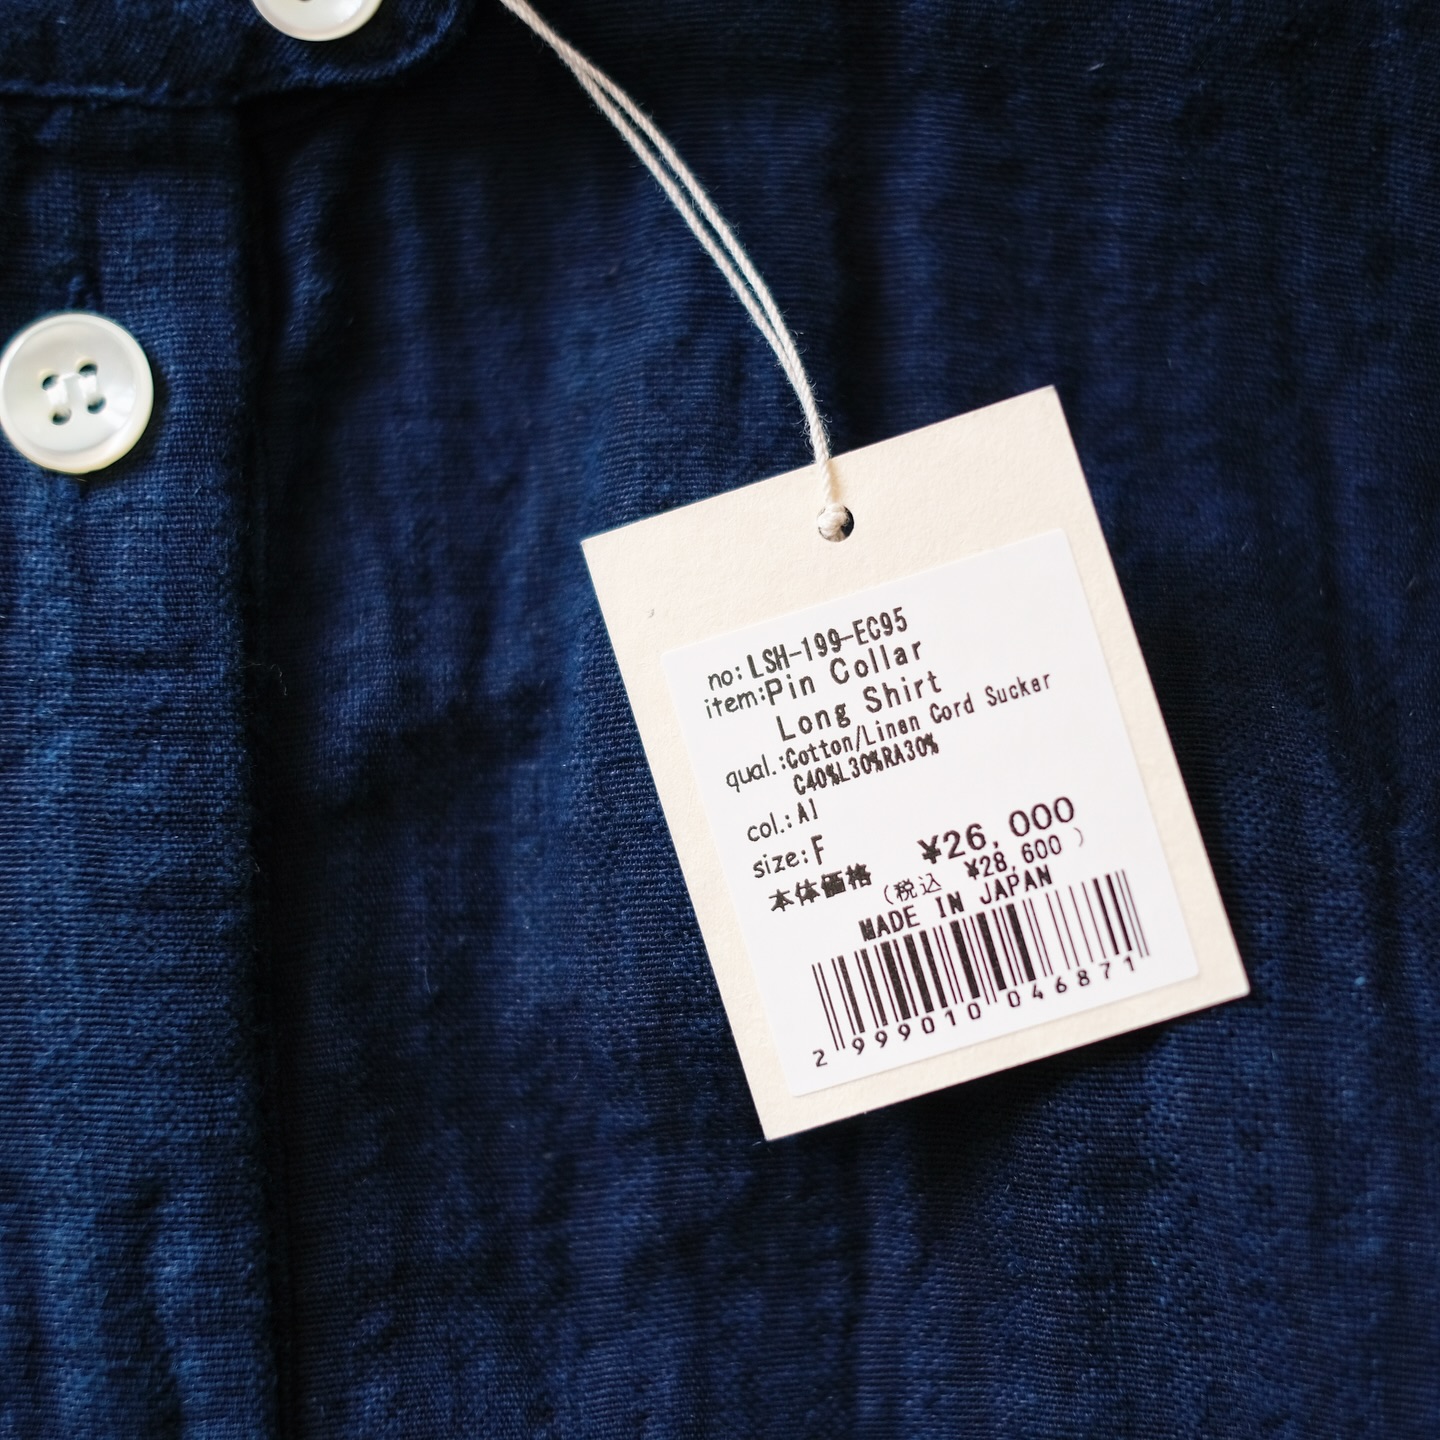 no: LSH-199-EC95
item: Pin Collar
Long Shirt
qual.: Cotton/Linen Cord Sucker
C40%L30%RA30%
col.: AI
size: F
本体価格 ¥26,000
(税込 ¥28,600 )
MADE IN JAPAN
2 999010 046871